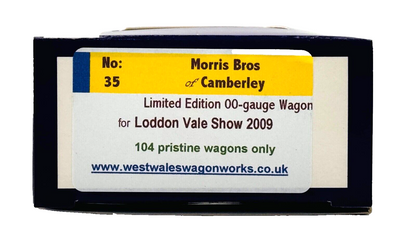 No: Morris Bros
35 of Camberley
Limited Edition 00-gauge Wagon
for Loddon Vale Show 2009
104 pristine wagons only
www.westwaleswagonworks.co.uk